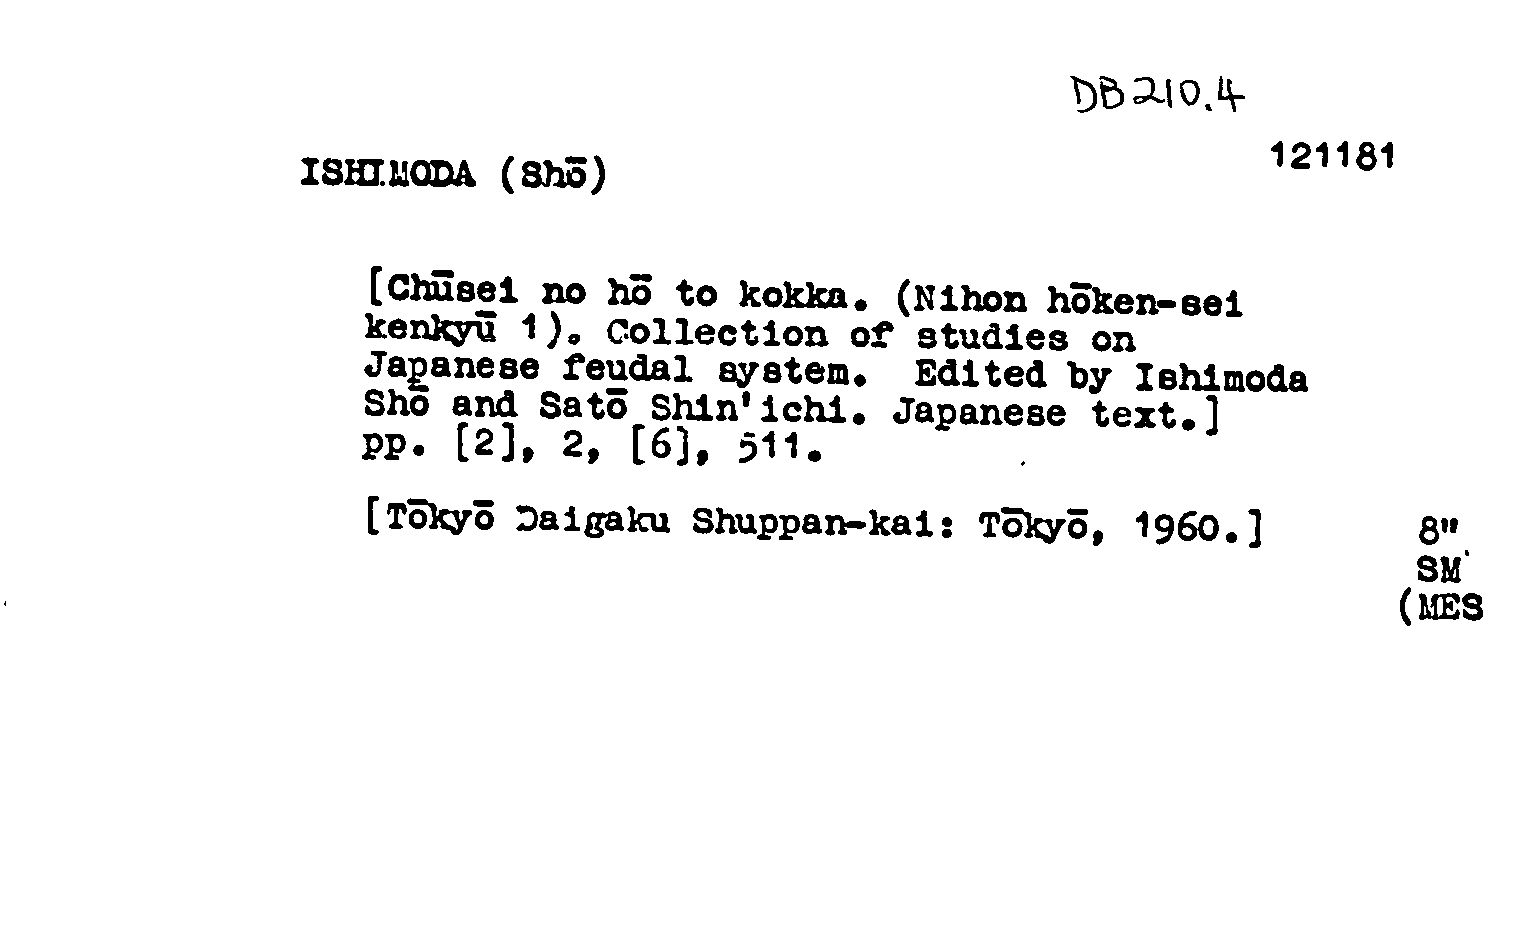 DB210.4
121181
ISHIMODA (Shō)
[Chūsei no hō to kokka. (Nihon hōken-sei
kenkyū 1). Collection of studies on
Japanese feudal system. Edited by Ishimoda
Shō and Satō Shin'ichi. Japanese text.]
pp. [2], 2, [6], 511.
[Tōkyō Daigaku Shuppan-kai: Tōkyō, 1960.]
8"
SM
(MES